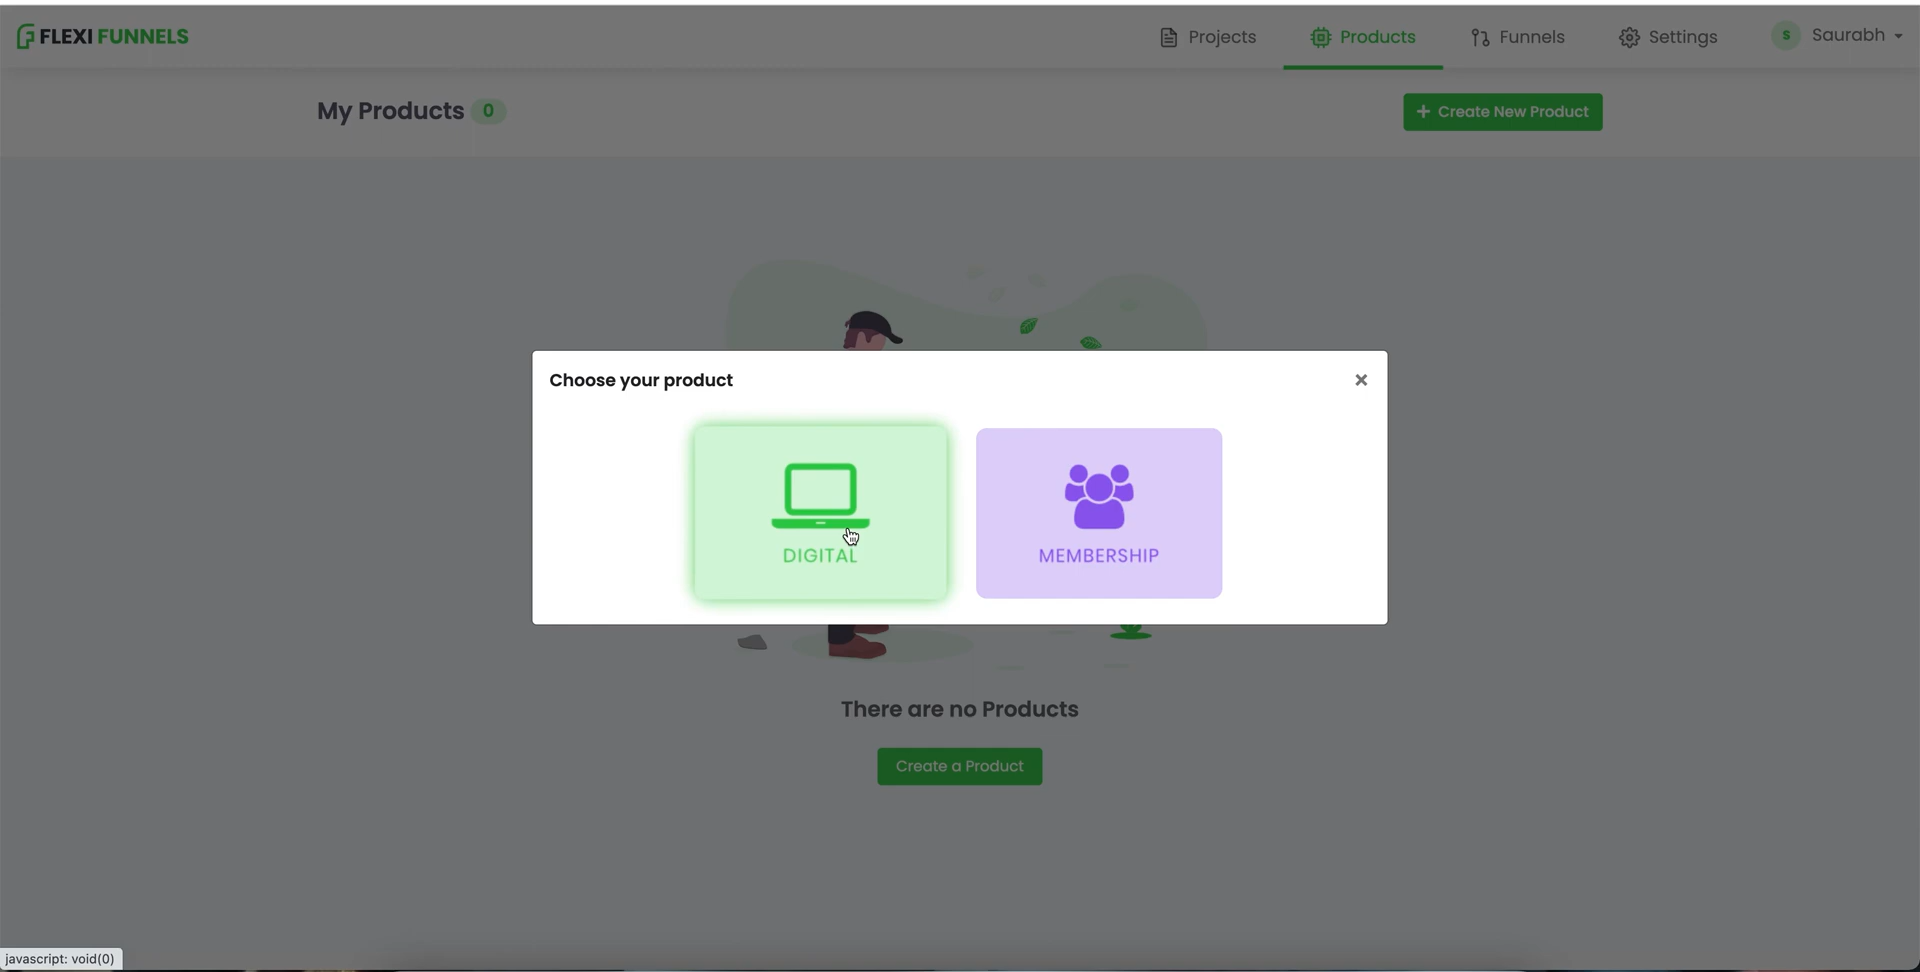 FLEXI FUNNELS
Projects
Products
Funnels
Settings
S
Saurabh
My Products 0
+ Create New Product
Choose your product
×
DIGITAL
MEMBERSHIP
There are no Products
Create a Product
javascript: void(0)